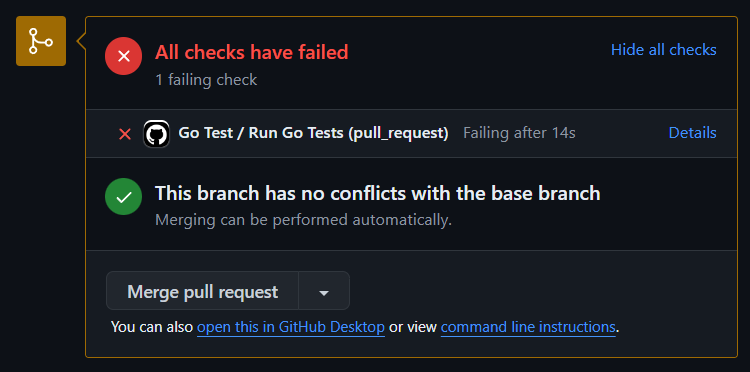 All checks have failed
Hide all checks
1 failing check
Go Test / Run Go Tests (pull_request) Failing after 14s
Details
This branch has no conflicts with the base branch
Merging can be performed automatically.
Merge pull request
You can also open this in GitHub Desktop or view command line instructions.